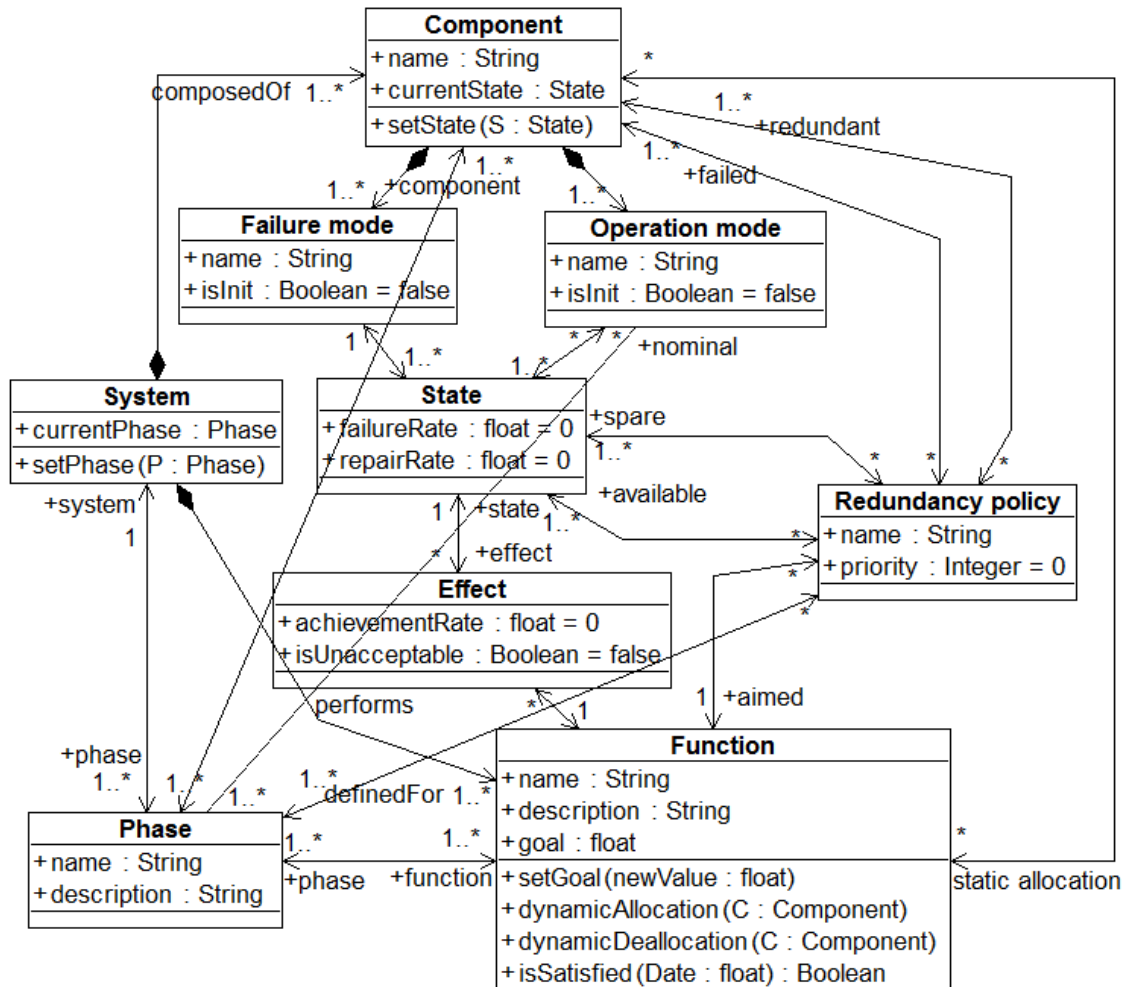 Component
+ name : String
+ currentState : State
+ setState (S : State)
composedOf 1..*
*
1..*
+redundant
1..*
+failed
1..*
+component
1..*
1..*
Failure mode
+ name : String
+ isInit : Boolean = false
Operation mode
+ name : String
+ isInit : Boolean = false
1
1..*
*
*
+nominal
1..*
System
+ currentPhase : Phase
+ setPhase (P : Phase)
State
+ failureRate : float = 0
+ repairRate : float = 0
+spare
1..*
*
*
*
+system
1
1
+state
+available
1..*
*
*
+effect
Redundancy policy
+ name : String
+ priority : Integer = 0
*
*
Effect
+ achievementRate : float = 0
+ isUnacceptable : Boolean = false
performs
*
1
1
+aimed
+phase
1..*
1..*
1..*
1..*
definedFor
1..*
Phase
+ name : String
+ description : String
1..*
+phase
1..*
+function
Function
+ name : String
+ description : String
+ goal : float
+ setGoal (newValue : float)
+ dynamicAllocation (C : Component)
+ dynamicDeallocation (C : Component)
+ isSatisfied (Date : float) : Boolean
*
static allocation